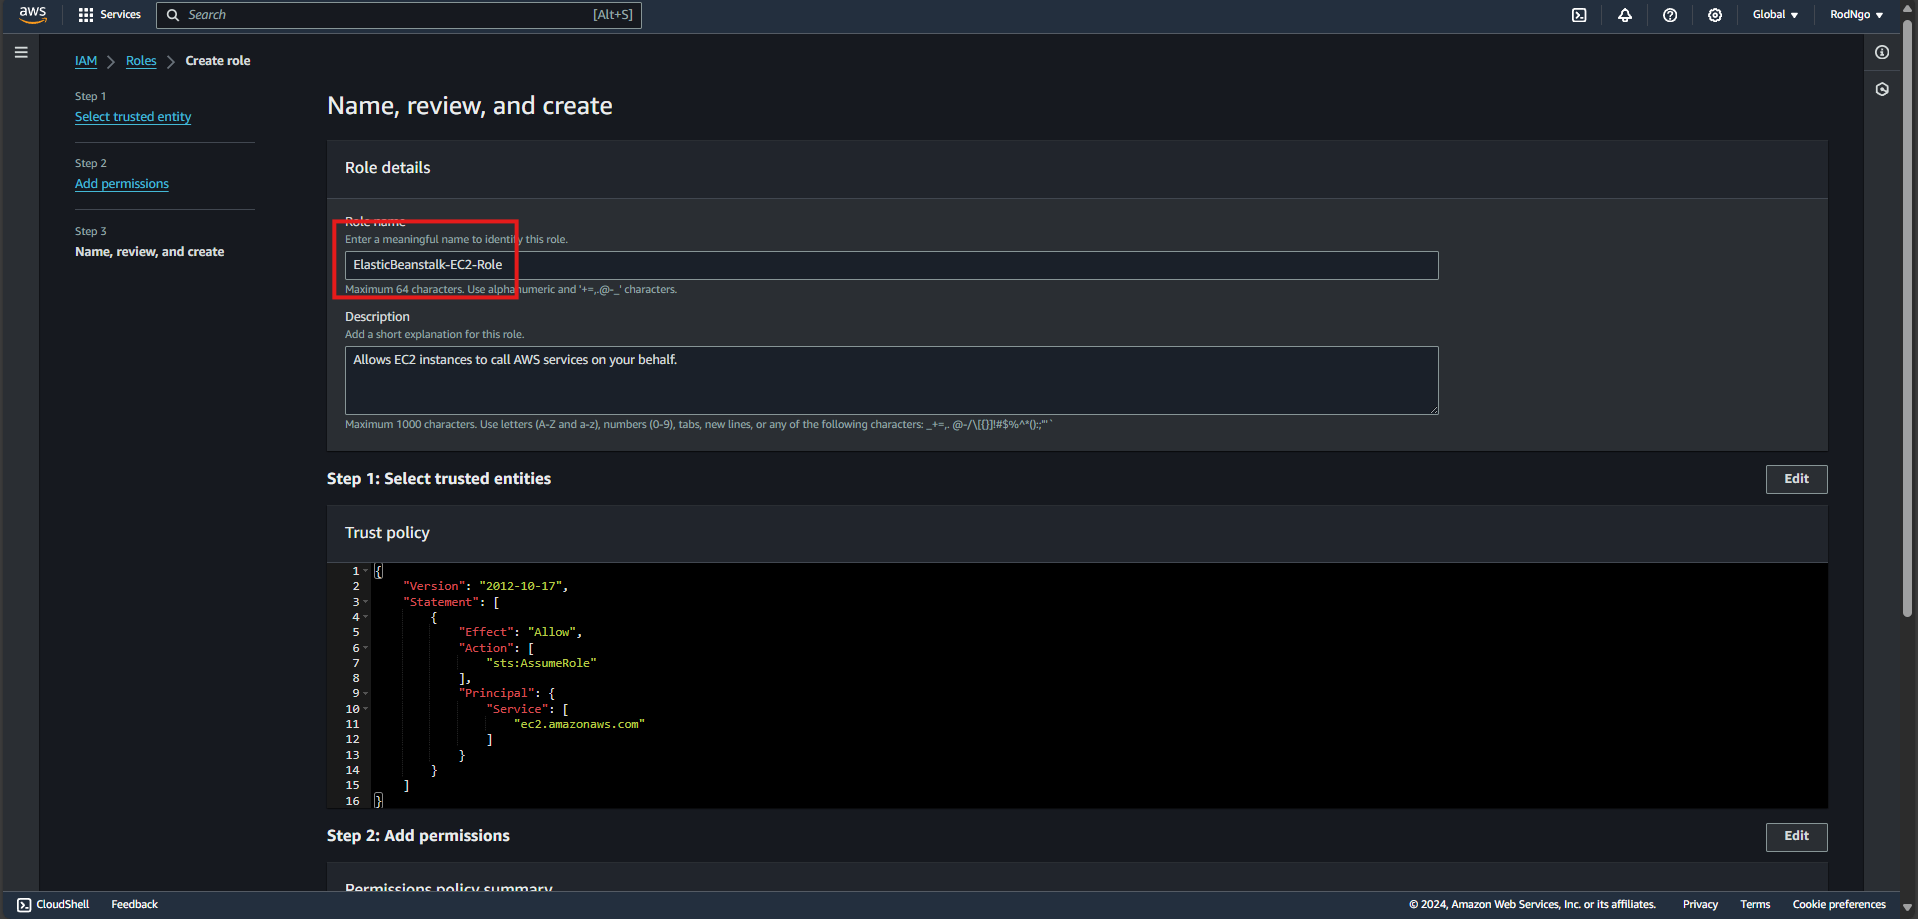 aws
Services
Search
[Alt+S]
Global
RodNgo
IAM
Roles
Create role
Step 1
Select trusted entity
Step 2
Add permissions
Step 3
Name, review, and create
Name, review, and create
Role details
Role name
Enter a meaningful name to identify this role.
ElasticBeanstalk-EC2-Role
Maximum 64 characters. Use alphanumeric and '+=,.@-_' characters.
Description
Add a short explanation for this role.
Allows EC2 instances to call AWS services on your behalf.
Maximum 1000 characters. Use letters (A-Z and a-z), numbers (0-9), tabs, new lines, or any of the following characters: _+=,. @-/\[{}]!#$%^*();:"'`
Step 1: Select trusted entities
Edit
Trust policy
1 {
2 "Version": "2012-10-17",
3 "Statement": [
4 {
5 "Effect": "Allow",
6 "Action": [
7 "sts:AssumeRole"
8 ],
9 "Principal": {
10 "Service": [
11 "ec2.amazonaws.com"
12 ]
13 }
14 }
15 ]
16 }
Step 2: Add permissions
Edit
Permissions policy summary
CloudShell
Feedback
© 2024, Amazon Web Services, Inc. or its affiliates.
Privacy
Terms
Cookie preferences